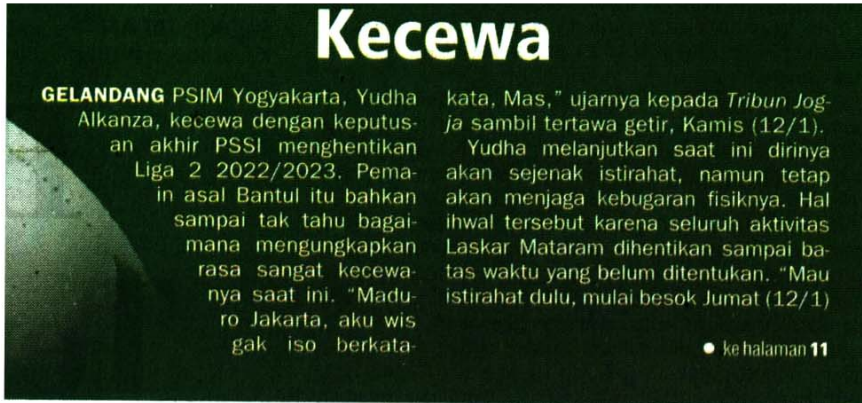 Kecewa
GELANDANG PSIM Yogyakarta, Yudha
Alkanza, kecewa dengan keputus-
an akhir PSSI menghentikan
Liga 2 2022/2023. Pema-
in asal Bantul itu bahkan
sampai tak tahu bagai-
mana mengungkapkan
rasa sangat kecewa-
nya saat ini. “Madu-
ro Jakarta, aku wis
gak iso berkata-
kata, Mas,” ujarnya kepada Tribun Jog-
ja sambil tertawa getir, Kamis (12/1).
Yudha melanjutkan saat ini dirinya
akan sejenak istirahat, namun tetap
akan menjaga kebugaran fisiknya. Hal
ihwal tersebut karena seluruh aktivitas
Laskar Mataram dihentikan sampai ba-
tas waktu yang belum ditentukan. “Mau
istirahat dulu, mulai besok Jumat (12/1)
● ke halaman 11